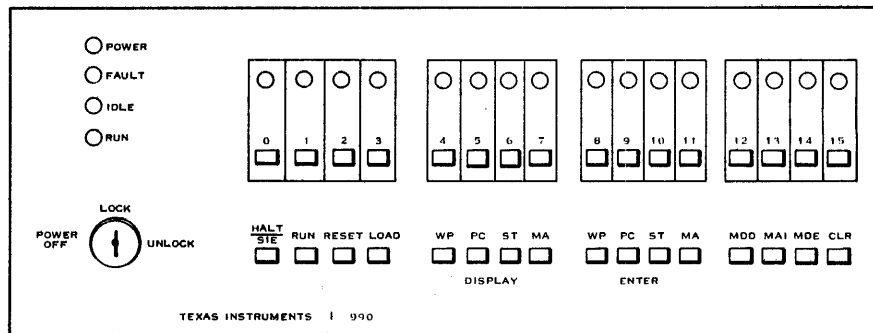 POWER
FAULT
IDLE
RUN
0 1 2 3 4 5 6 7 8 9 10 11 12 13 14 15
LOCK
POWER OFF
UNLOCK
HALT
SIE
RUN RESET LOAD WP PC ST MA WP PC ST MA MDD MAI MDE CLR
DISPLAY ENTER
TEXAS INSTRUMENTS 990